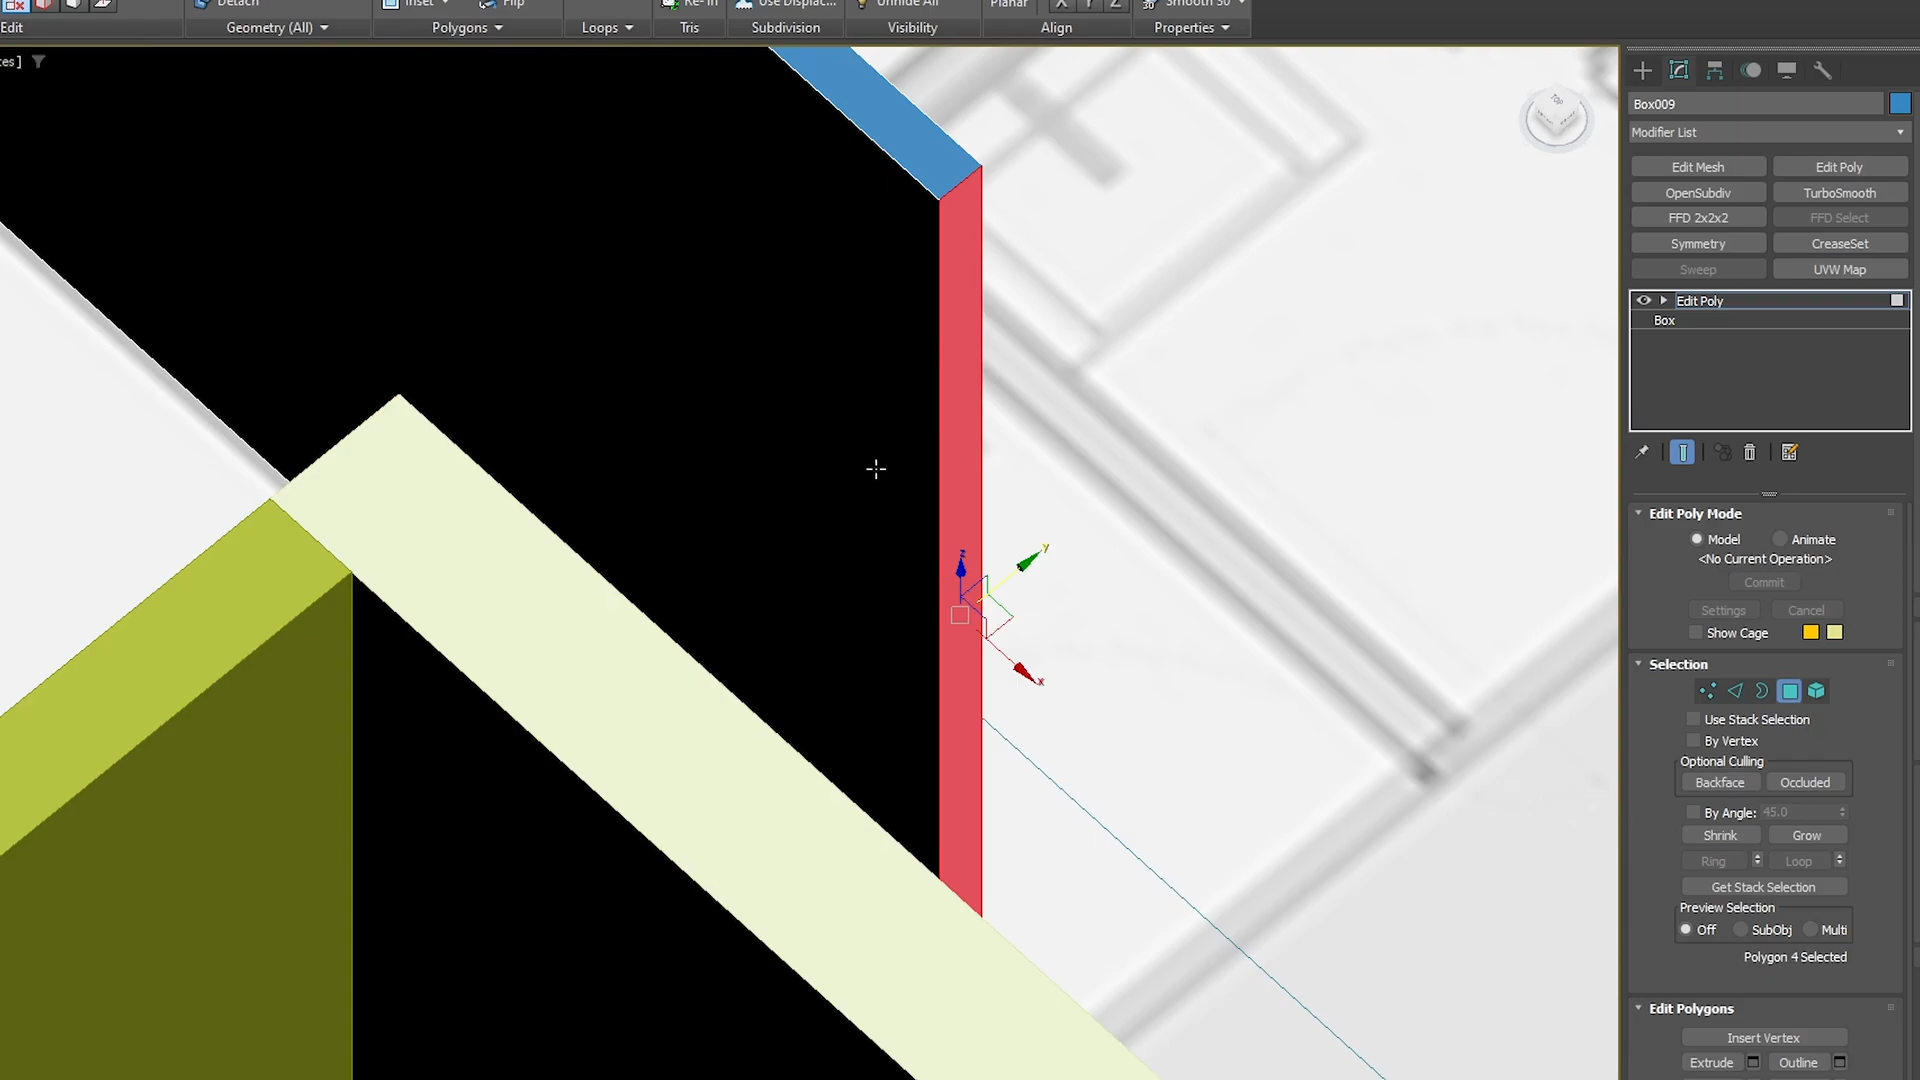 Detach
Inset
Flip
Re-In
Use Displac...
Unhide All
Planar
X Y Z
Smooth 30
Edit
Geometry (All)
Polygons
Loops
Tris
Subdivision
Visibility
Align
Properties
ces ]
TOP
Box009
Modifier List
Edit Mesh
Edit Poly
OpenSubdiv
TurboSmooth
FFD 2x2x2
FFD Select
Symmetry
CreaseSet
Sweep
UVW Map
Edit Poly
Box
z
y
x
Edit Poly Mode
Model
Animate
<No Current Operation>
Commit
Settings
Cancel
Show Cage
Selection
Use Stack Selection
By Vertex
Optional Culling
Backface
Occluded
By Angle: 45.0
Shrink
Grow
Ring
Loop
Get Stack Selection
Preview Selection
Off
SubObj
Multi
Polygon 4 Selected
Edit Polygons
Insert Vertex
Extrude
Outline